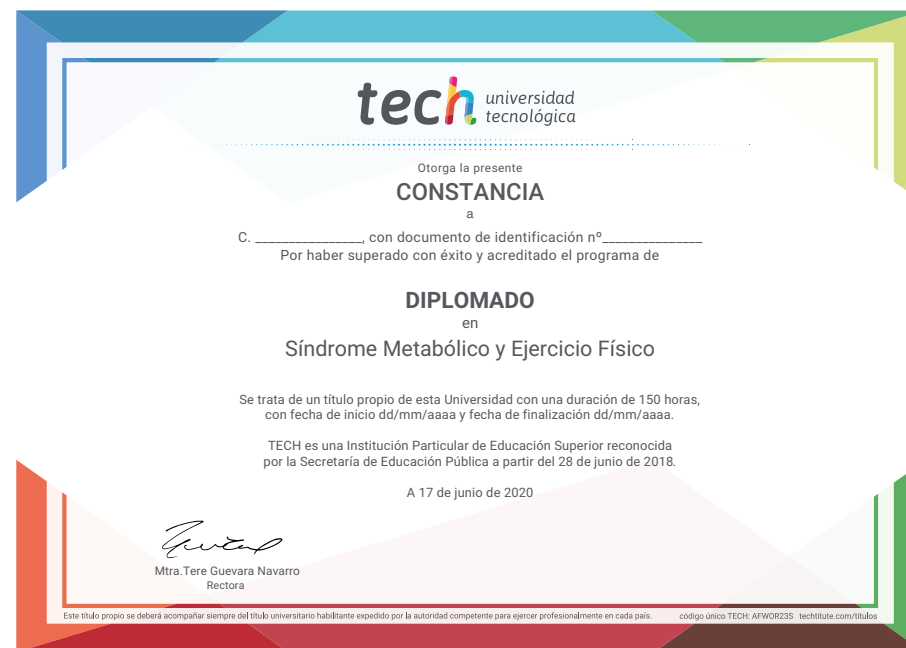 tech universidad
tecnológica
Otorga la presente
CONSTANCIA
a
C. ________________, con documento de identificación nº_______________
Por haber superado con éxito y acreditado el programa de
DIPLOMADO
en
Síndrome Metabólico y Ejercicio Físico
Se trata de un título propio de esta Universidad con una duración de 150 horas,
con fecha de inicio dd/mm/aaaa y fecha de finalización dd/mm/aaaa.
TECH es una Institución Particular de Educación Superior reconocida
por la Secretaría de Educación Pública a partir del 28 de junio de 2018.
A 17 de junio de 2020
Mtra.Tere Guevara Navarro
Rectora
Este título propio se deberá acompañar siempre del título universitario habilitante expedido por la autoridad competente para ejercer profesionalmente en cada país. código único TECH: AFWOR23S techtitute.com/titulos